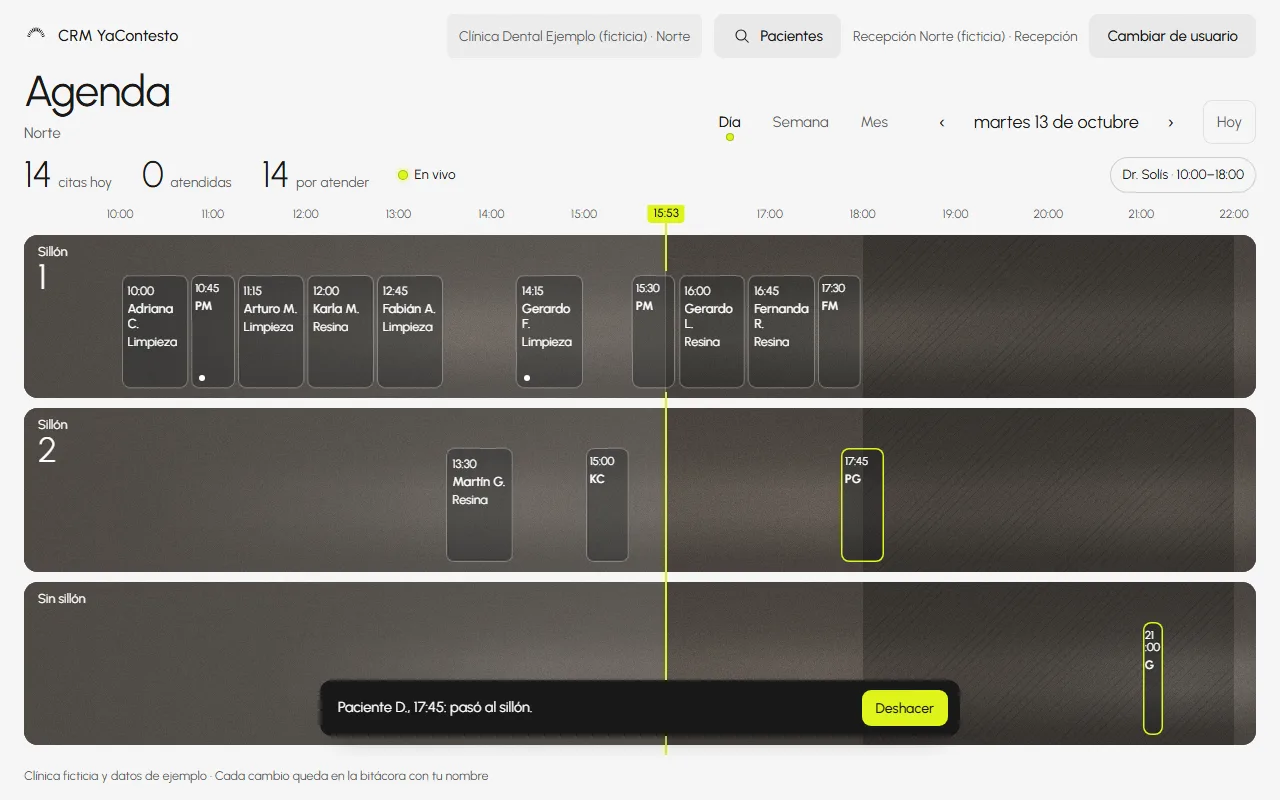 CRM YaContesto
Clínica Dental Ejemplo (ficticia) · Norte
Pacientes
Recepción Norte (ficticia) · Recepción
Cambiar de usuario
Agenda
Norte
Día
Semana
Mes
‹
martes 13 de octubre
›
Hoy
14 citas hoy
0 atendidas
14 por atender
En vivo
Dr. Solís · 10:00–18:00
10:00
11:00
12:00
13:00
14:00
15:00
15:53
17:00
18:00
19:00
20:00
21:00
22:00
Sillón
1
10:00
Adriana
C.
Limpieza
10:45
PM
11:15
Arturo M.
Limpieza
12:00
Karla M.
Resina
12:45
Fabián A.
Limpieza
14:15
Gerardo
F.
Limpieza
15:30
PM
16:00
Gerardo
L.
Resina
16:45
Fernanda
R.
Resina
17:30
FM
Sillón
2
13:30
Martín G.
Resina
15:00
KC
17:45
PG
Sin sillón
21
:00
G
Paciente D., 17:45: pasó al sillón.
Deshacer
Clínica ficticia y datos de ejemplo · Cada cambio queda en la bitácora con tu nombre